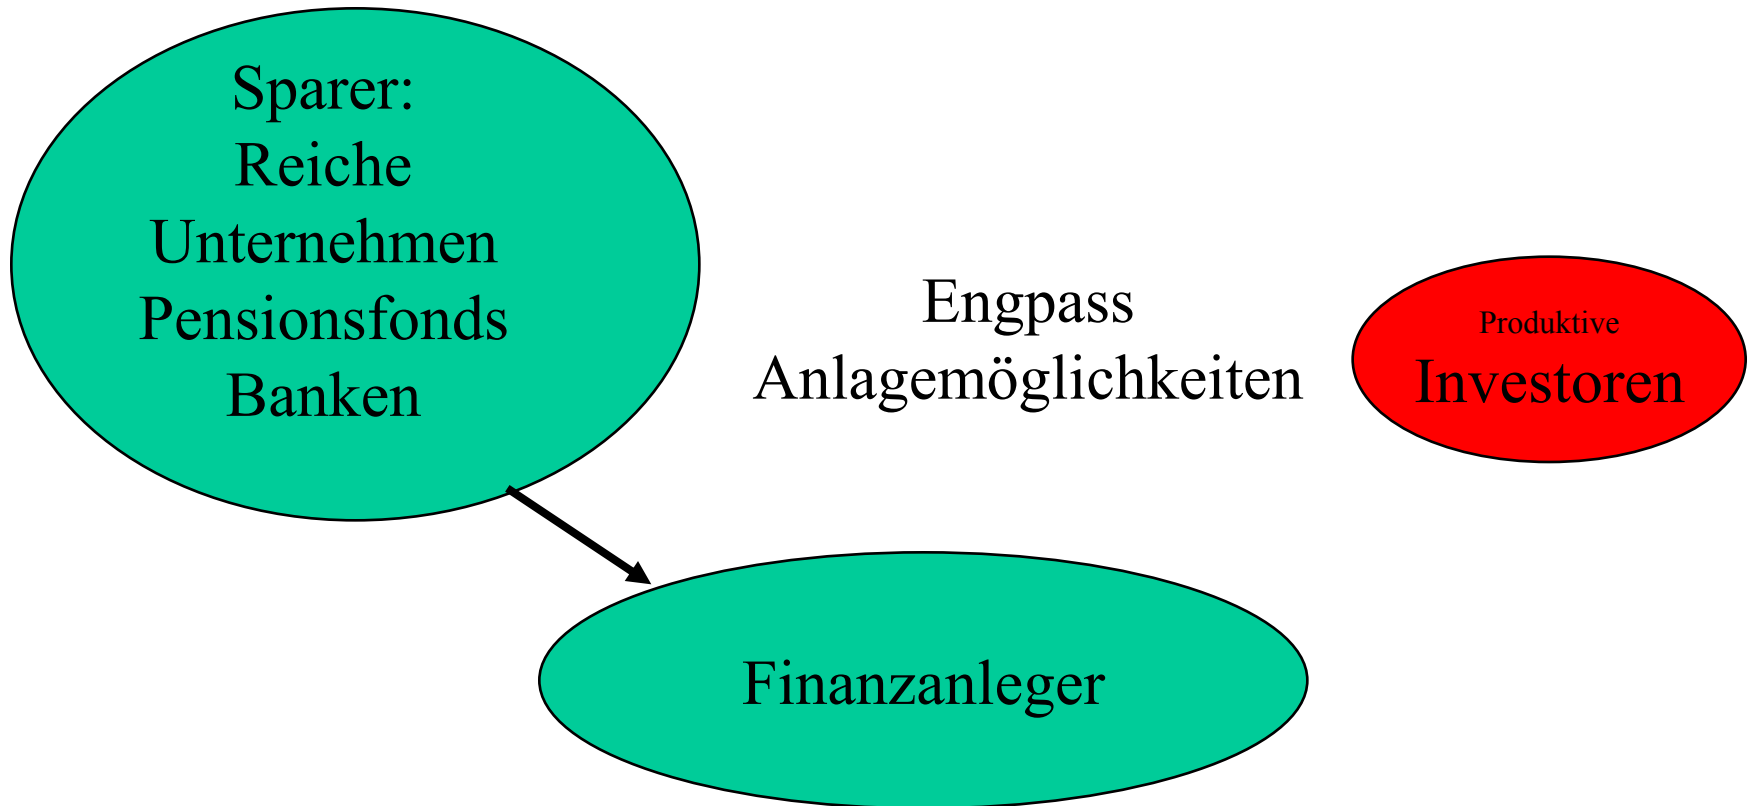 Sparer:
Reiche
Unternehmen
Pensionsfonds
Banken
Engpass
Anlagemöglichkeiten
Produktive
Investoren
Finanzanleger